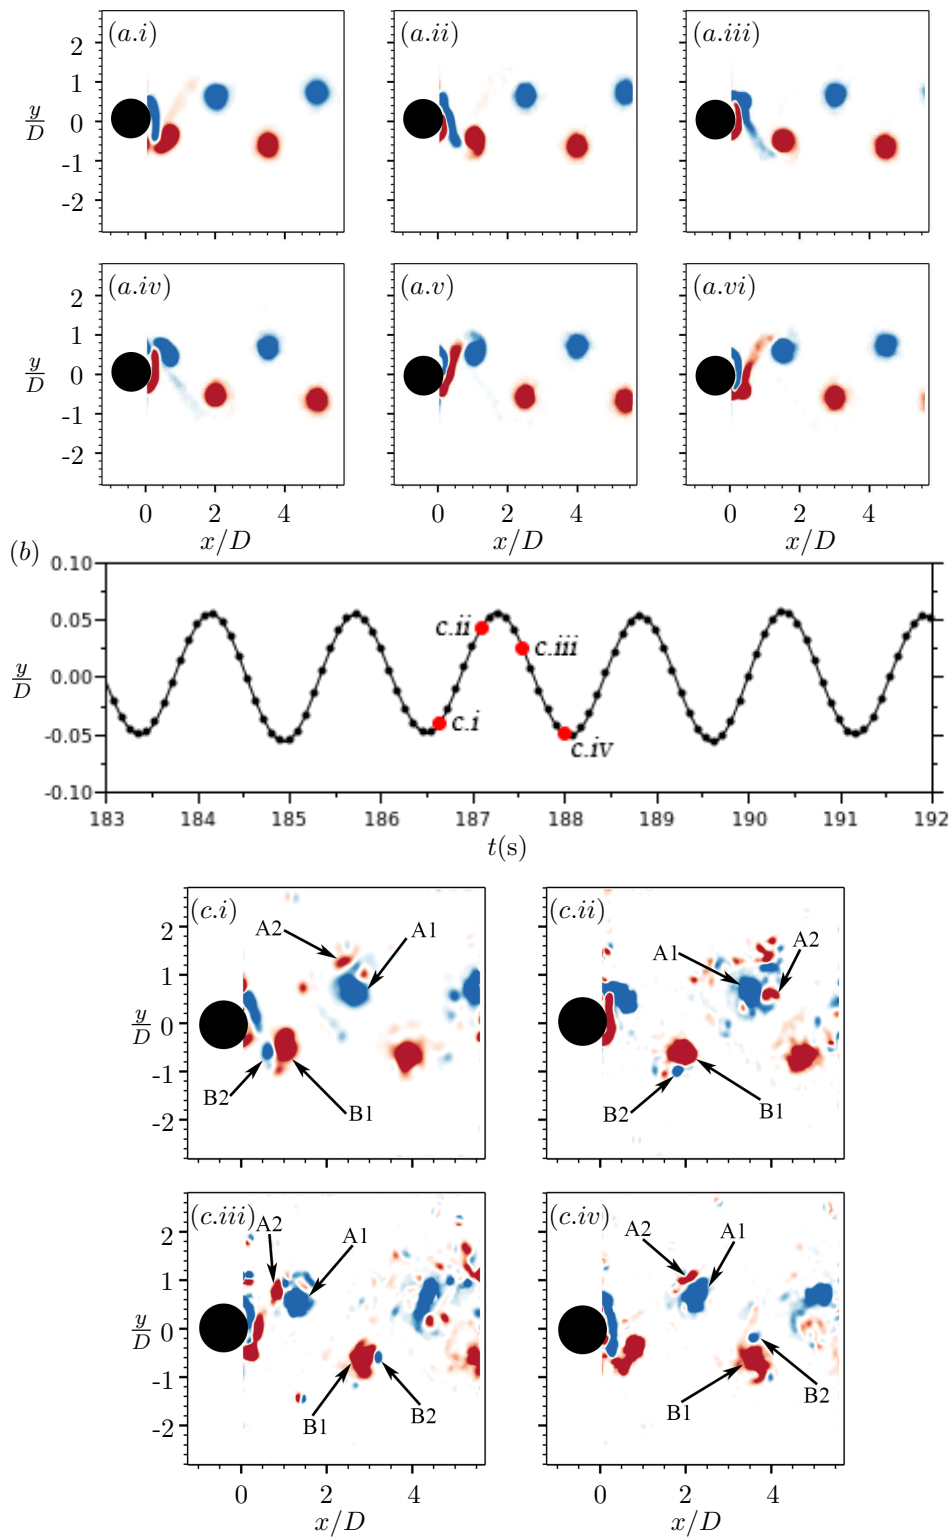 (a.i) (a.ii) (a.iii)
2
1
y/D 0
-1
-2
(a.iv) (a.v) (a.vi)
2
1
y/D 0
-1
-2
0 2 4 0 2 4 0 2 4
x/D x/D x/D
(b)
0.10
0.05
y/D 0.00
-0.05
-0.10
c.ii c.iii
c.i
c.iv
183 184 185 186 187 188 189 190 191 192
t(s)
(c.i) (c.ii)
A2 A1 A1 A2
2
1
y/D 0
-1
-2
B2 B1 B2 B1
(c.iii) (c.iv)
A2 A1 A2 A1
2
1
y/D 0
-1
-2
B1 B2 B1 B2
0 2 4 0 2 4
x/D x/D